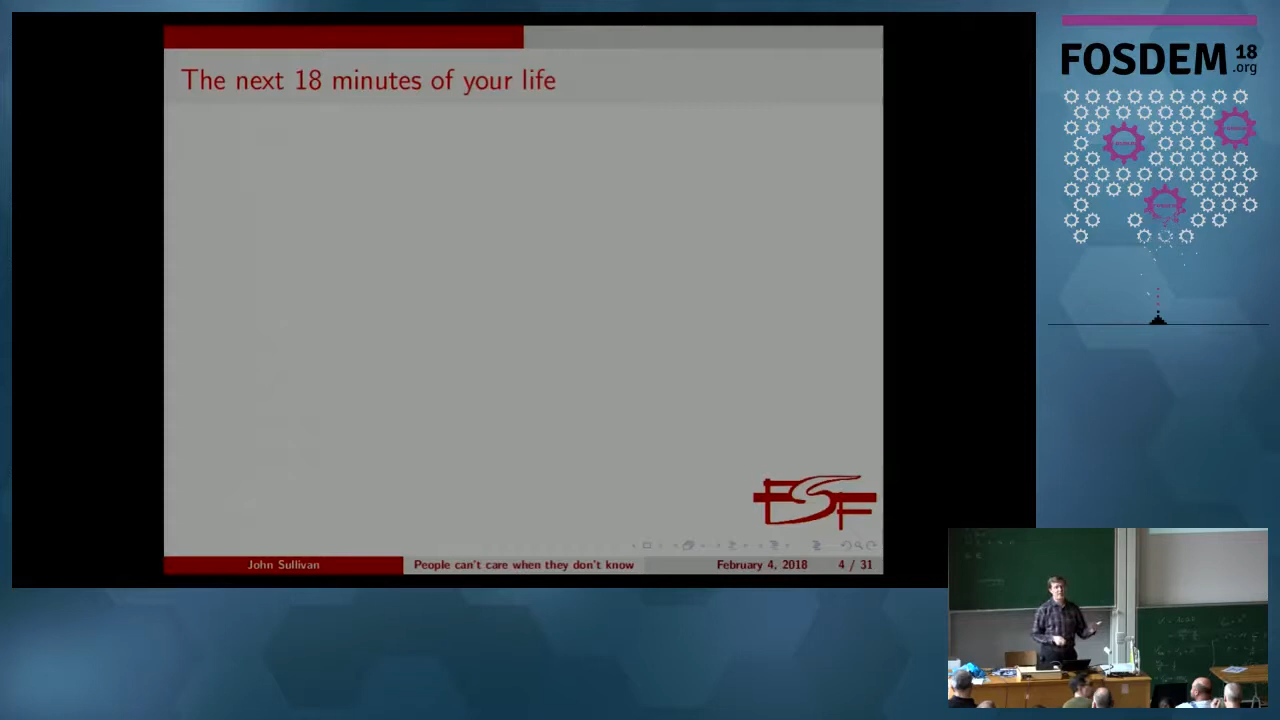 The next 18 minutes of your life
FSF
John Sullivan
People can't care when they don't know
February 4, 2018
4 / 31
FOSDEM 18
.org